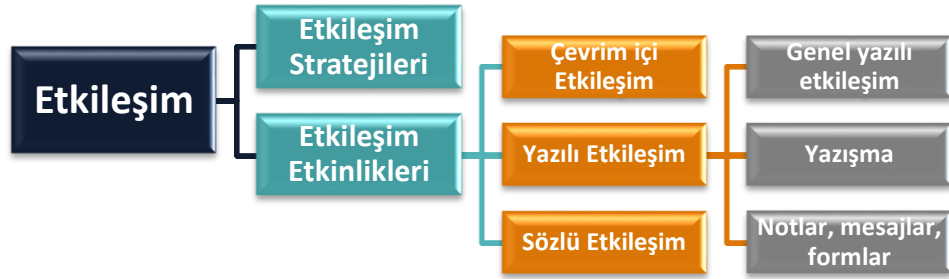 Etkileşim
Etkileşim
Stratejileri
Etkileşim
Etkinlikleri
Çevrim içi
Etkileşim
Yazılı Etkileşim
Sözlü Etkileşim
Genel yazılı
etkileşim
Yazışma
Notlar, mesajlar,
formlar